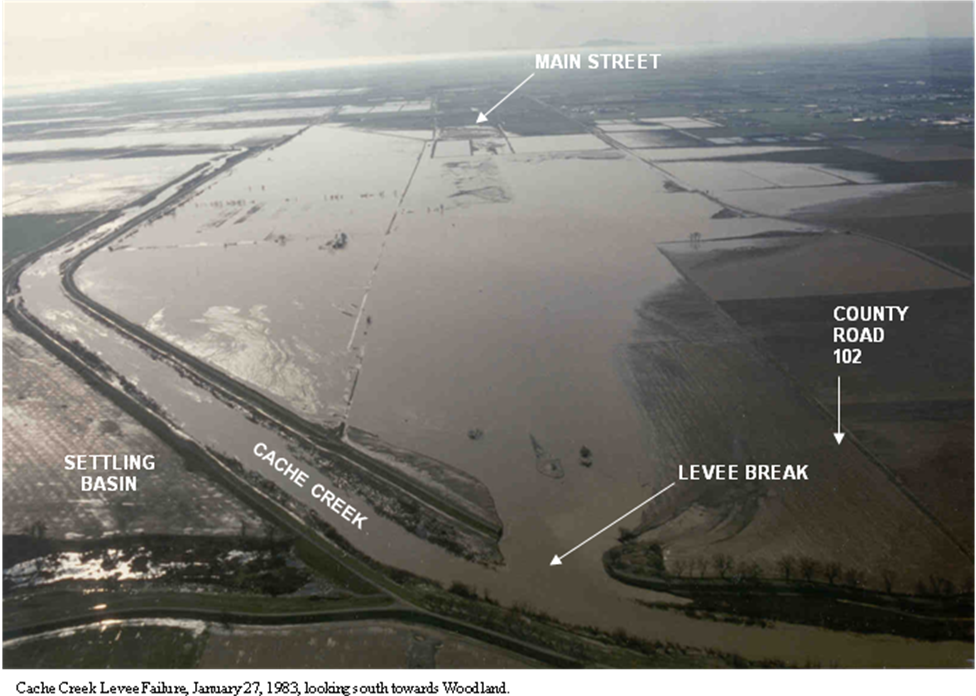 MAIN STREET
COUNTY
ROAD
102
LEVEE BREAK
SETTLING
BASIN
CACHE CREEK
Cache Creek Levee Failure, January 27, 1983, looking south towards Woodland.